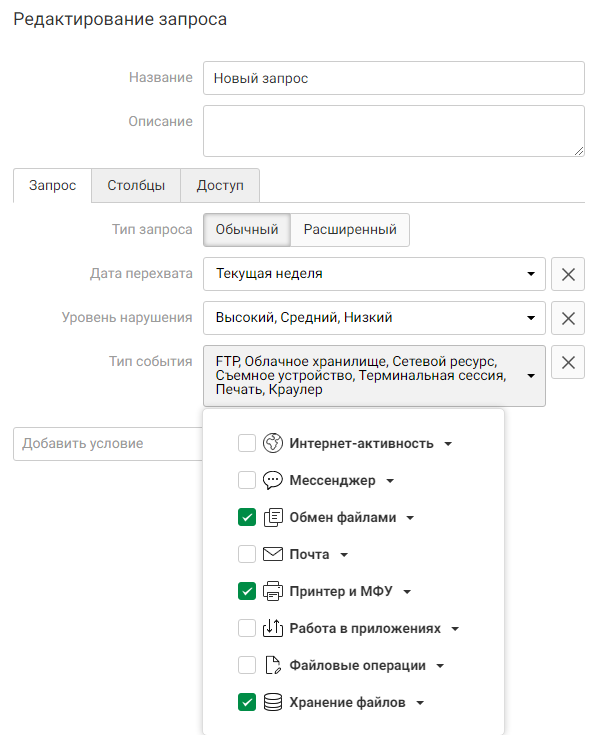 Редактирование запроса
Название
Новый запрос
Описание
Запрос
Столбцы
Доступ
Тип запроса
Обычный
Расширенный
Дата перехвата
Текущая неделя
Уровень нарушения
Высокий, Средний, Низкий
Тип события
FTP, Облачное хранилище, Сетевой ресурс,
Съемное устройство, Терминальная сессия,
Печать, Краулер
Добавить условие
Интернет-активность
Мессенджер
Обмен файлами
Почта
Принтер и МФУ
Работа в приложениях
Файловые операции
Хранение файлов